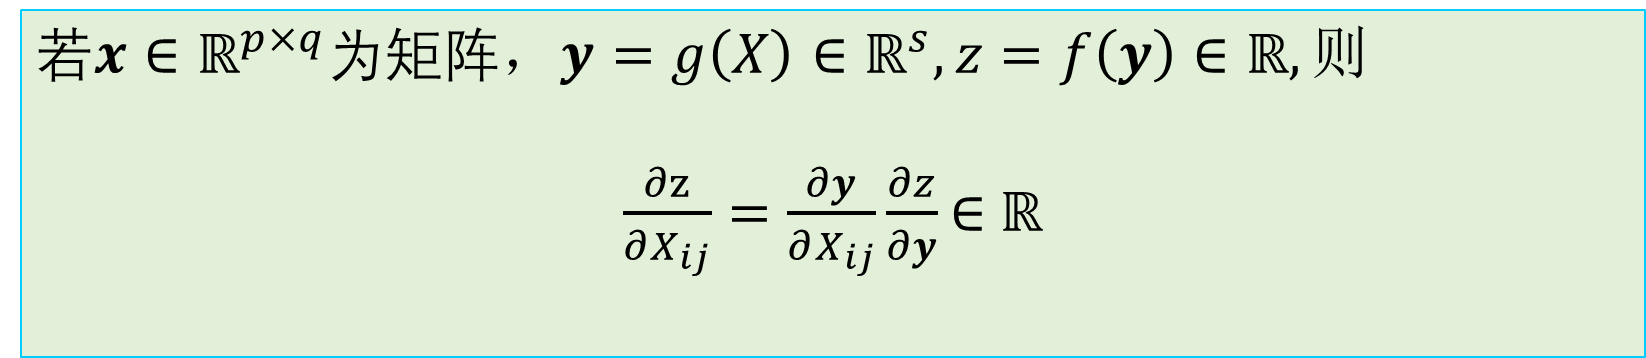 若𝒙 ∈ ℝ^{p×q}为矩阵，𝒚 = g(X) ∈ ℝ^s, z = f(𝒚) ∈ ℝ, 则
∂z/∂X_{ij} = ∂𝒚/∂X_{ij} ∂z/∂𝒚 ∈ ℝ